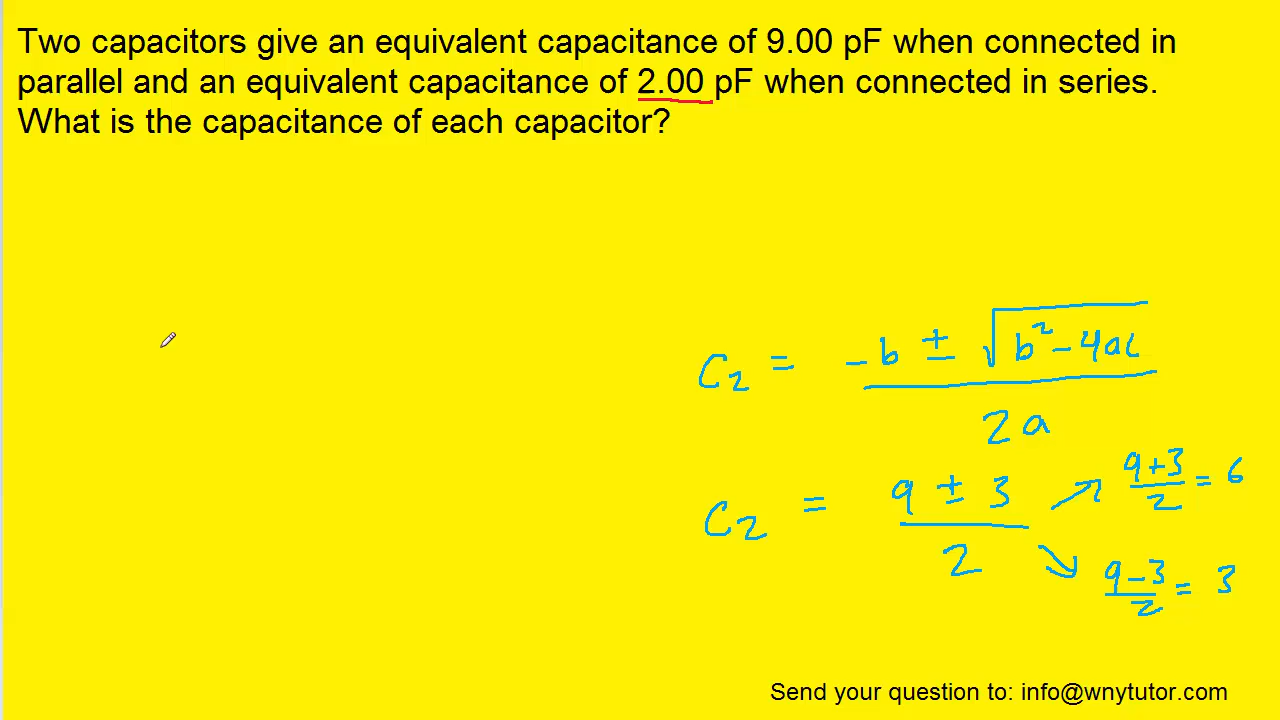 Two capacitors give an equivalent capacitance of 9.00 pF when connected in
parallel and an equivalent capacitance of 2.00 pF when connected in series.
What is the capacitance of each capacitor?
C₂ = (-b ± √(b² - 4ac)) / 2a
C₂ = (9 ± 3) / 2 ↗ (9+3)/2 = 6
↘ (9-3)/2 = 3
Send your question to: info@wnytutor.com